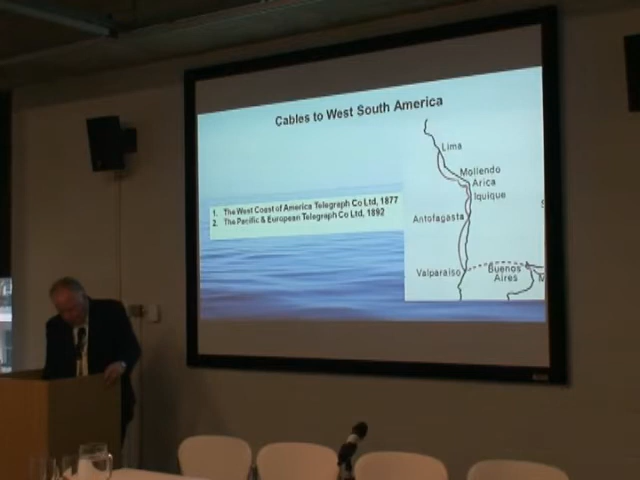 Cables to West South America
1. The West Coast of America Telegraph Co Ltd, 1877
2. The Pacific & European Telegraph Co Ltd, 1892
Lima
Mollendo
Arica
Iquique
Antofagasta
Valparaiso
Buenos
Aires
S
M